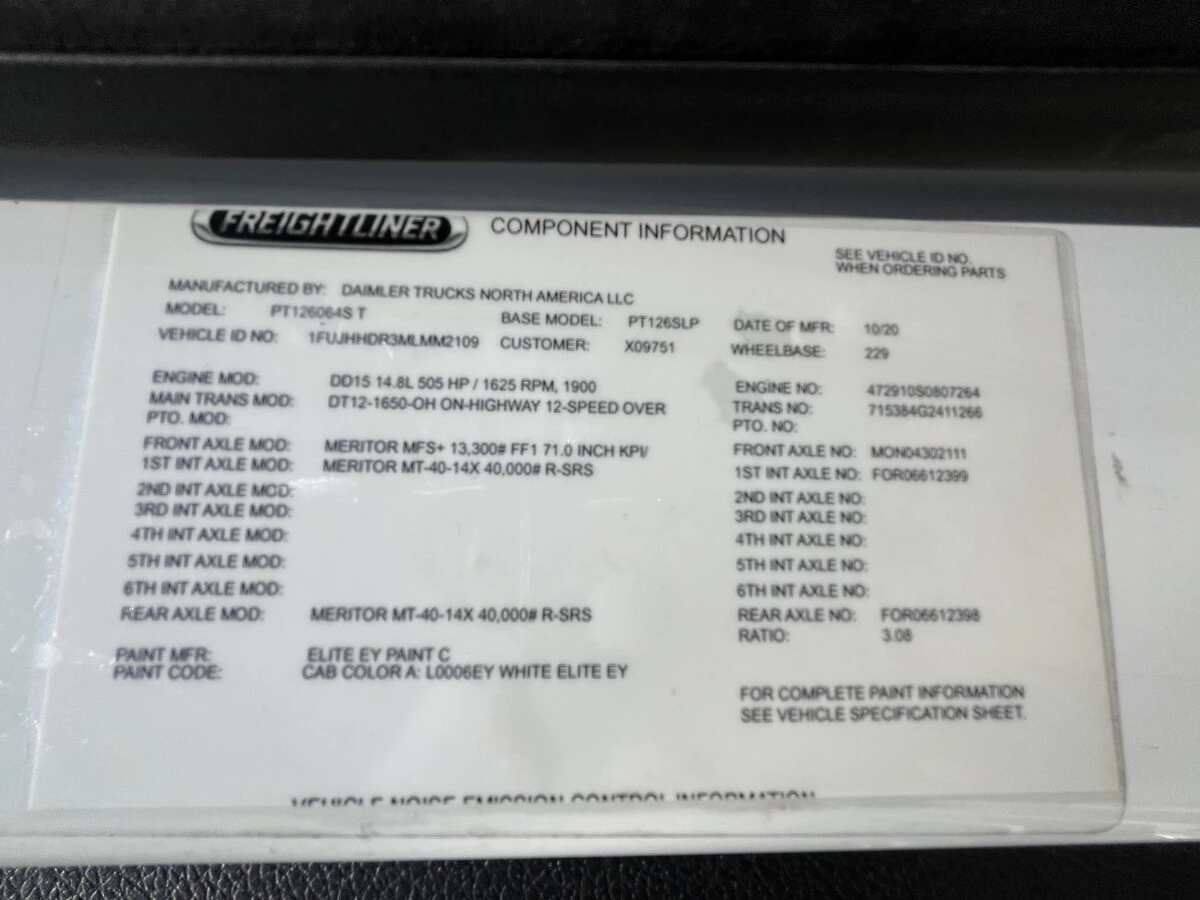 FREIGHTLINER COMPONENT INFORMATION
SEE VEHICLE ID NO.
WHEN ORDERING PARTS
MANUFACTURED BY: DAIMLER TRUCKS NORTH AMERICA LLC
MODEL: PT126064S T BASE MODEL: PT126SLP DATE OF MFR: 10/20
VEHICLE ID NO: 1FUJHHDR3MLMM2109 CUSTOMER: X09751 WHEELBASE: 229
ENGINE MOD: DD15 14.8L 505 HP / 1625 RPM, 1900 ENGINE NO: 472910S0807264
MAIN TRANS MOD: DT12-1650-OH ON-HIGHWAY 12-SPEED OVER TRANS NO: 715384G2411266
PTO. MOD: PTO. NO:
FRONT AXLE MOD: MERITOR MFS+ 13,300# FF1 71.0 INCH KPI/ FRONT AXLE NO: MON04302111
1ST INT AXLE MOD: MERITOR MT-40-14X 40,000# R-SRS 1ST INT AXLE NO: FOR06612399
2ND INT AXLE MOD: 2ND INT AXLE NO:
3RD INT AXLE MOD: 3RD INT AXLE NO:
4TH INT AXLE MOD: 4TH INT AXLE NO:
5TH INT AXLE MOD: 5TH INT AXLE NO:
6TH INT AXLE MOD: 6TH INT AXLE NO:
REAR AXLE MOD: MERITOR MT-40-14X 40,000# R-SRS REAR AXLE NO: FOR06612398
RATIO: 3.08
PAINT MFR: ELITE EY PAINT C
PAINT CODE: CAB COLOR A: L0006EY WHITE ELITE EY
FOR COMPLETE PAINT INFORMATION
SEE VEHICLE SPECIFICATION SHEET.
VEHICLE NOISE EMISSION CONTROL INFORMATION